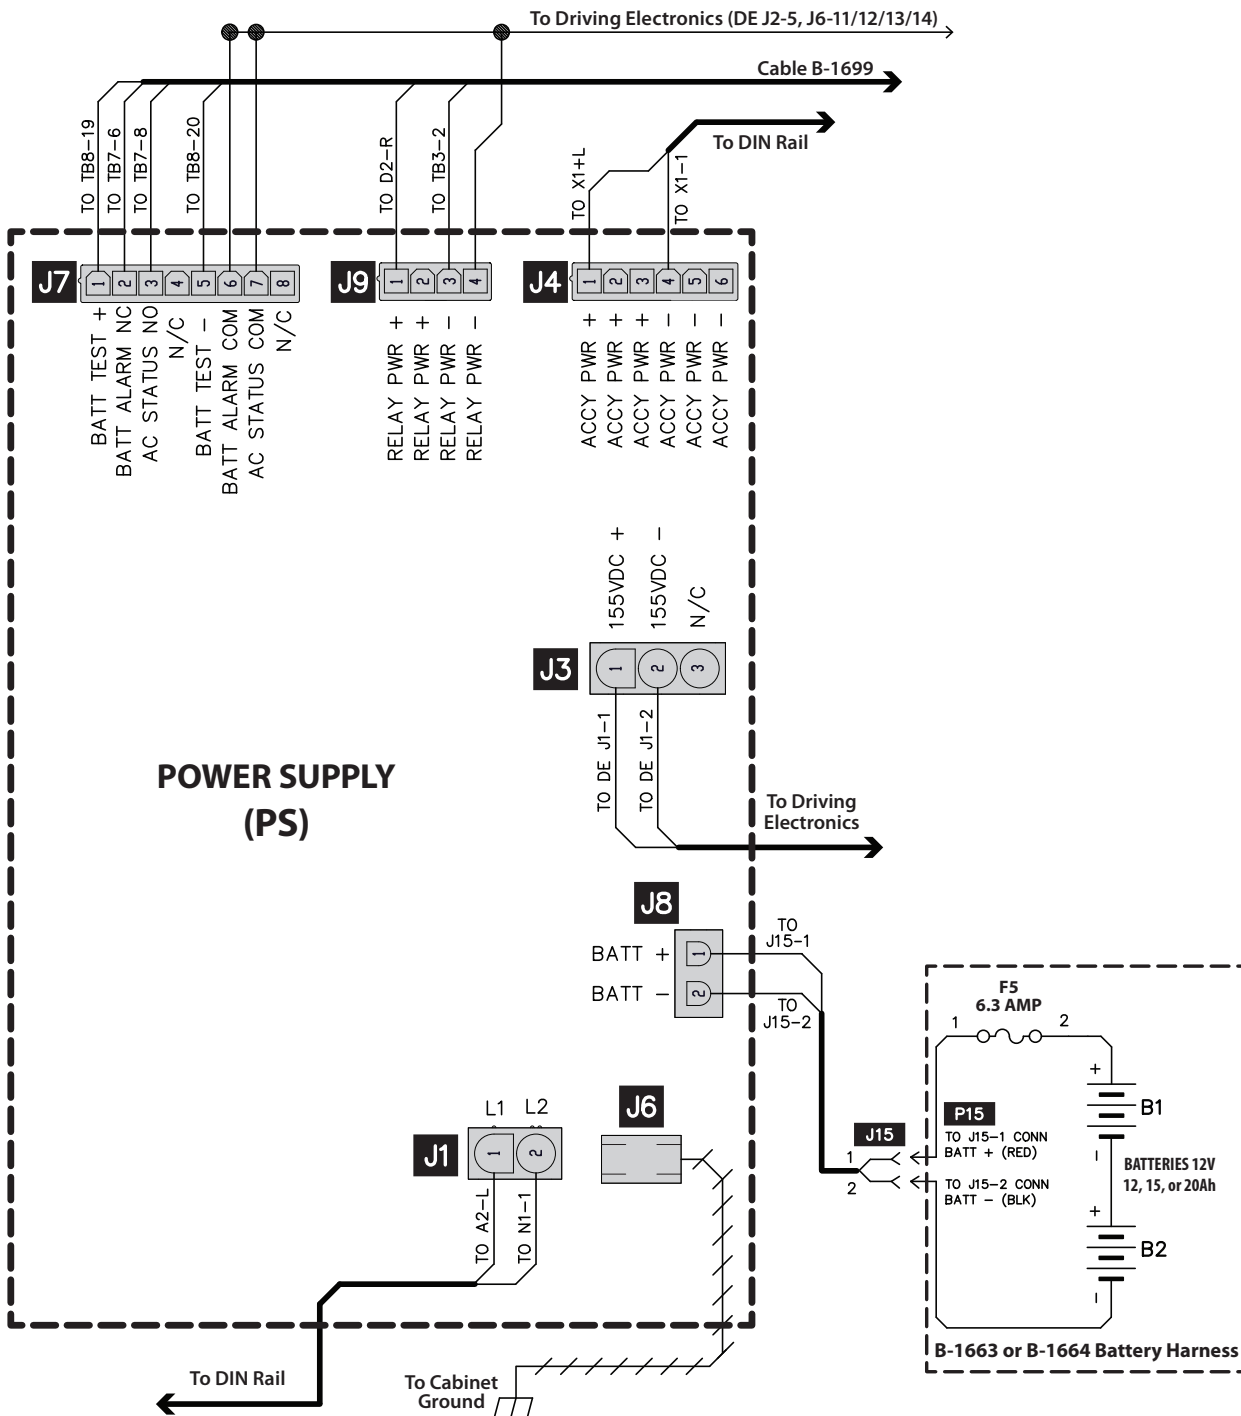 To Driving Electronics (DE J2-5, J6-11/12/13/14)
Cable B-1699
To DIN Rail
TO TB8-19
TO TB7-6
TO TB7-8
TO TB8-20
TO D2-R
TO TB3-2
TO X1+L
TO X1-1
J7
1
2
3
4
5
6
7
8
J9
1
2
3
4
J4
1
2
3
4
5
6
BATT TEST +
BATT ALARM NC
AC STATUS NO
N/C
BATT TEST -
BATT ALARM COM
AC STATUS COM
N/C
RELAY PWR +
RELAY PWR +
RELAY PWR -
RELAY PWR -
ACCY PWR +
ACCY PWR +
ACCY PWR +
ACCY PWR -
ACCY PWR -
ACCY PWR -
155VDC +
155VDC -
N/C
J3
1
2
3
TO DE J1-1
TO DE J1-2
POWER SUPPLY
(PS)
To Driving
Electronics
J8
BATT +
1
BATT -
2
TO
J15-1
TO
J15-2
F5
6.3 AMP
1
2
+
B1
-
P15
J15
1
2
TO J15-1 CONN
BATT + (RED)
TO J15-2 CONN
BATT - (BLK)
BATTERIES 12V
12, 15, or 20Ah
+
B2
-
B-1663 or B-1664 Battery Harness
L1
L2
J1
1
2
J6
TO A2-L
TO N1-1
To DIN Rail
To Cabinet
Ground